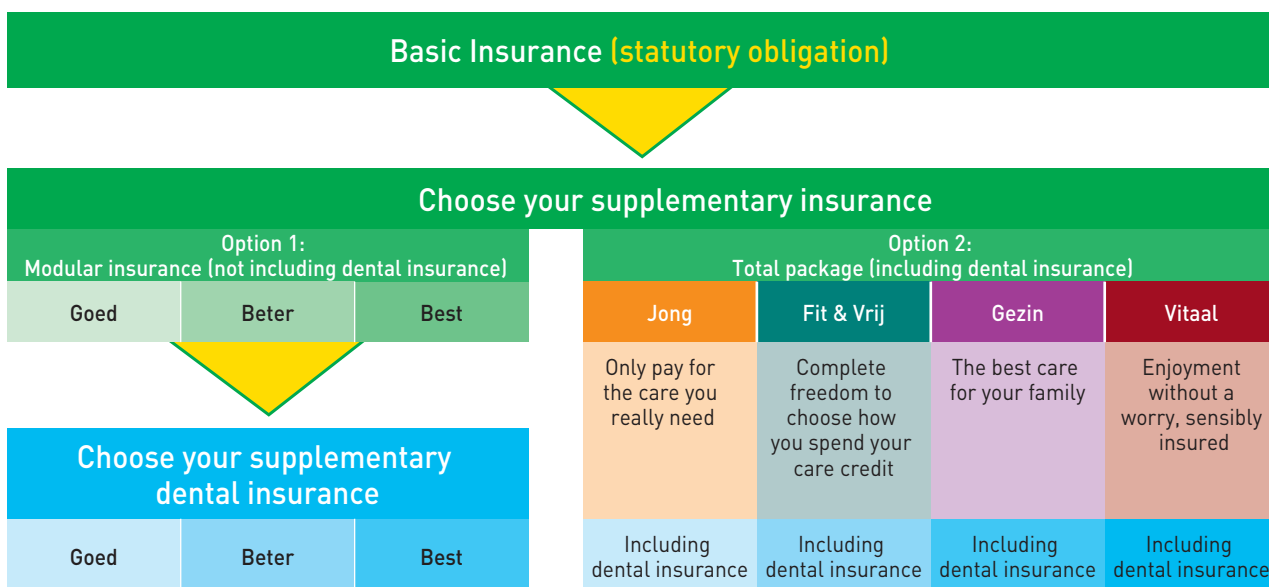 Basic Insurance (statutory obligation)
Choose your supplementary insurance
Option 1:
Modular insurance (not including dental insurance)
Goed
Beter
Best
Choose your supplementary
dental insurance
Goed
Beter
Best
Option 2:
Total package (including dental insurance)
Jong
Fit & Vrij
Gezin
Vitaal
Only pay for
the care you
really need
Complete
freedom to
choose how
you spend your
care credit
The best care
for your family
Enjoyment
without a
worry, sensibly
insured
Including
dental insurance
Including
dental insurance
Including
dental insurance
Including
dental insurance